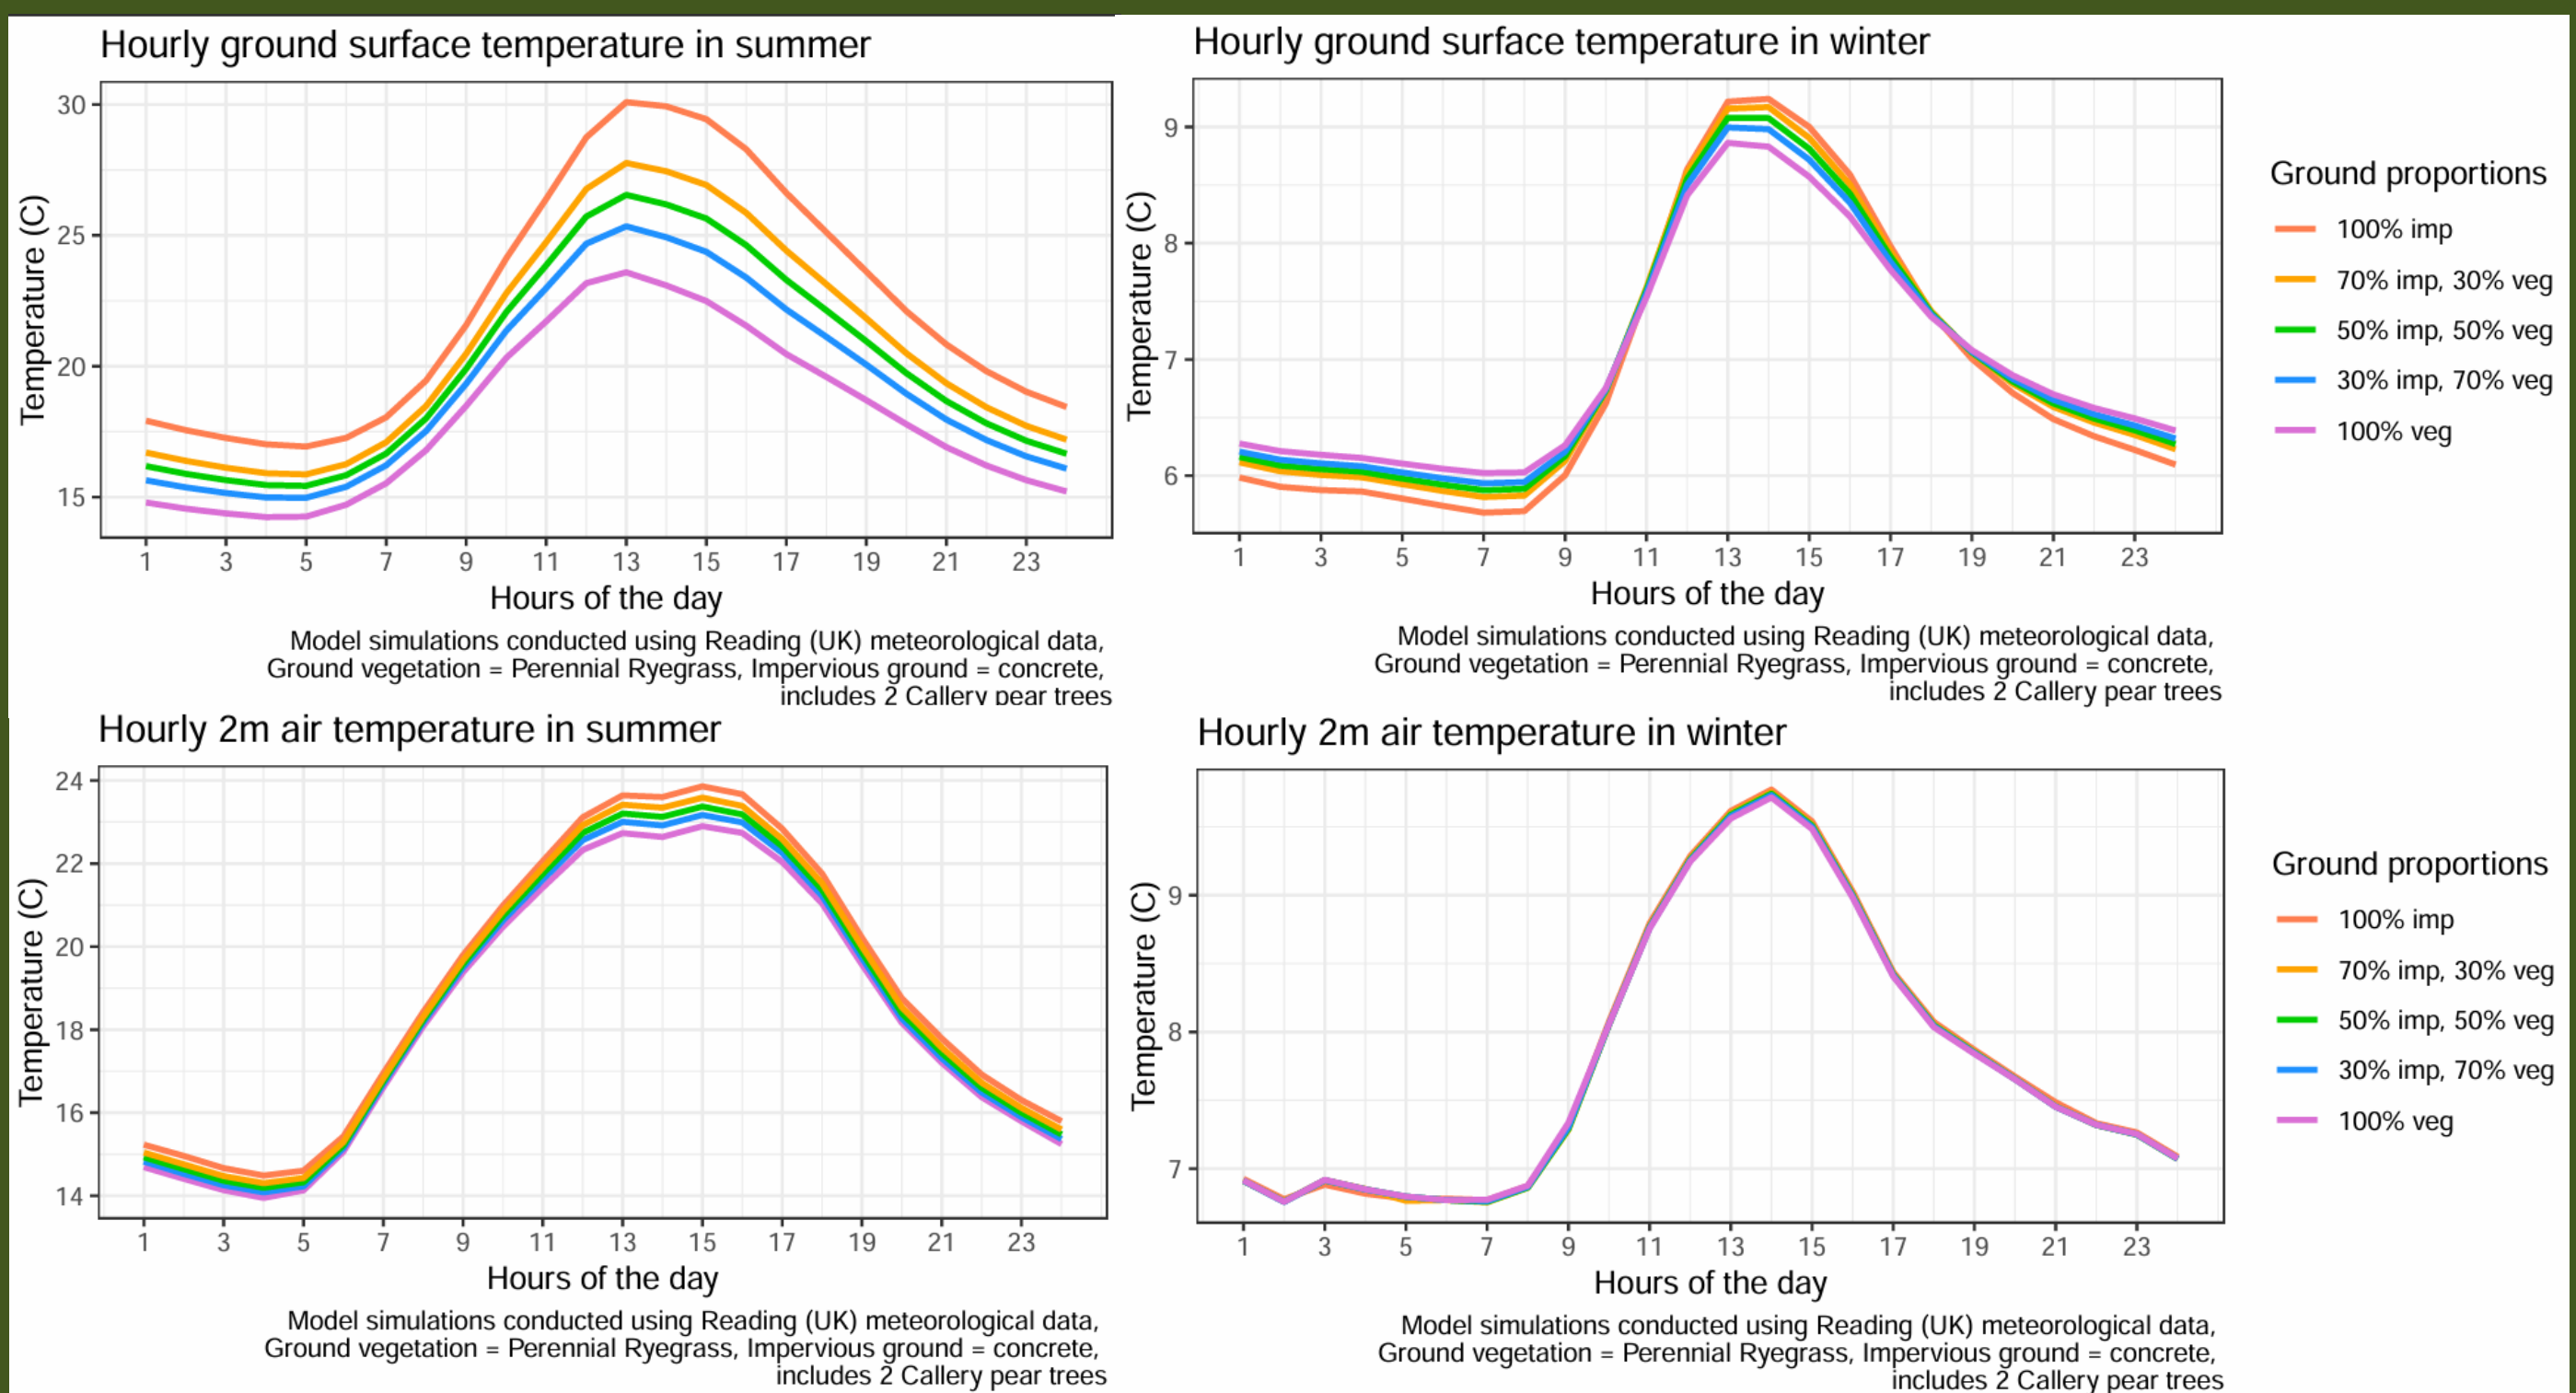 Hourly ground surface temperature in summer
Temperature (C)
30
25
20
15
1 3 5 7 9 11 13 15 17 19 21 23
Hours of the day
Model simulations conducted using Reading (UK) meteorological data,
Ground vegetation = Perennial Ryegrass, Impervious ground = concrete,
includes 2 Callery pear trees
Hourly ground surface temperature in winter
Temperature (C)
9
8
7
6
1 3 5 7 9 11 13 15 17 19 21 23
Hours of the day
Model simulations conducted using Reading (UK) meteorological data,
Ground vegetation = Perennial Ryegrass, Impervious ground = concrete,
includes 2 Callery pear trees
Ground proportions
100% imp
70% imp, 30% veg
50% imp, 50% veg
30% imp, 70% veg
100% veg
Hourly 2m air temperature in summer
Temperature (C)
24
22
20
18
16
14
1 3 5 7 9 11 13 15 17 19 21 23
Hours of the day
Model simulations conducted using Reading (UK) meteorological data,
Ground vegetation = Perennial Ryegrass, Impervious ground = concrete,
includes 2 Callery pear trees
Hourly 2m air temperature in winter
Temperature (C)
9
8
7
1 3 5 7 9 11 13 15 17 19 21 23
Hours of the day
Model simulations conducted using Reading (UK) meteorological data,
Ground vegetation = Perennial Ryegrass, Impervious ground = concrete,
includes 2 Callery pear trees
Ground proportions
100% imp
70% imp, 30% veg
50% imp, 50% veg
30% imp, 70% veg
100% veg